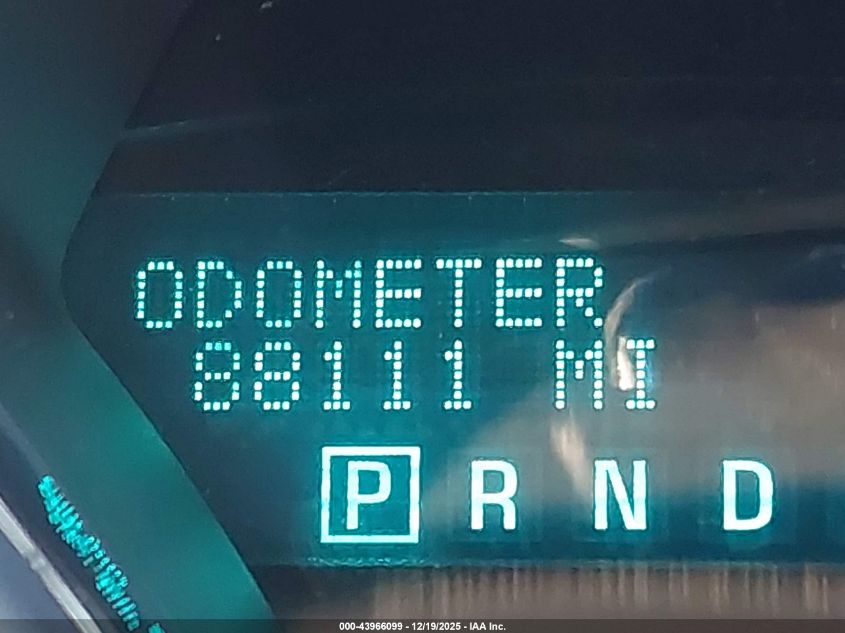 ODOMETER
88111 MI
P R N D
000-43966099 - 12/19/2025 - IAA Inc.